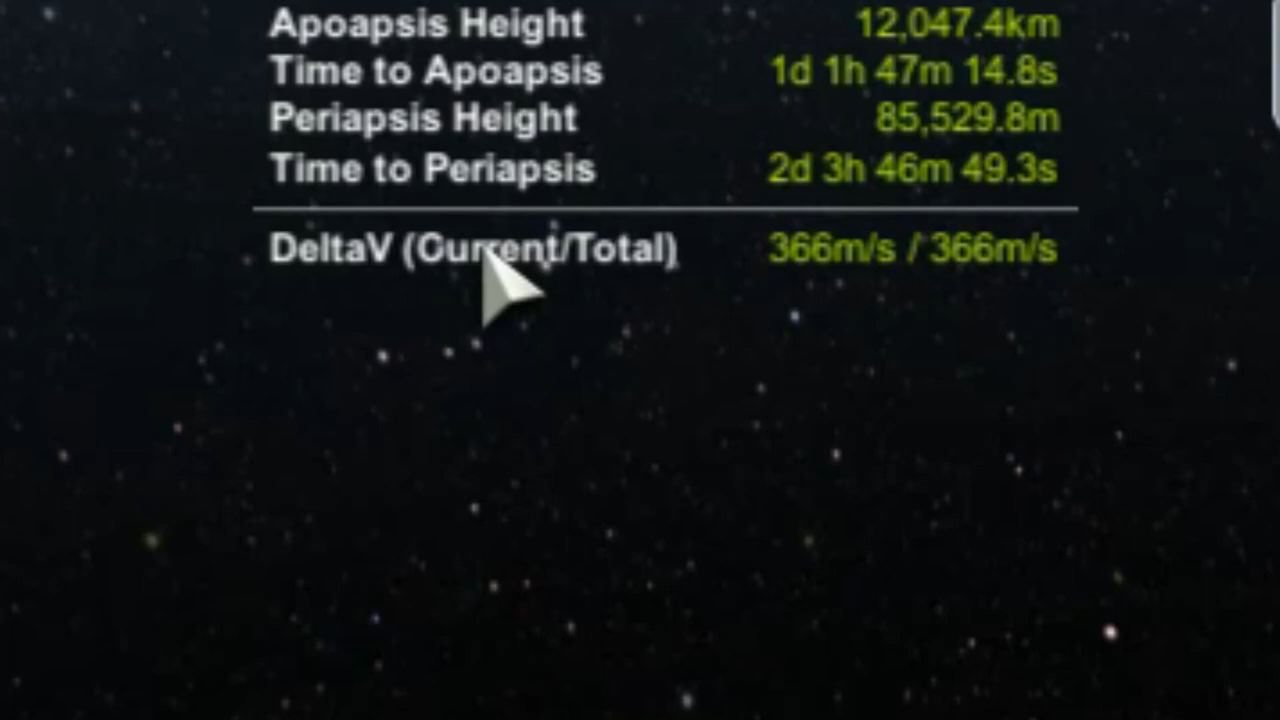 Apoapsis Height 12,047.4km
Time to Apoapsis 1d 1h 47m 14.8s
Periapsis Height 85,529.8m
Time to Periapsis 2d 3h 46m 49.3s
DeltaV (Current/Total) 366m/s / 366m/s